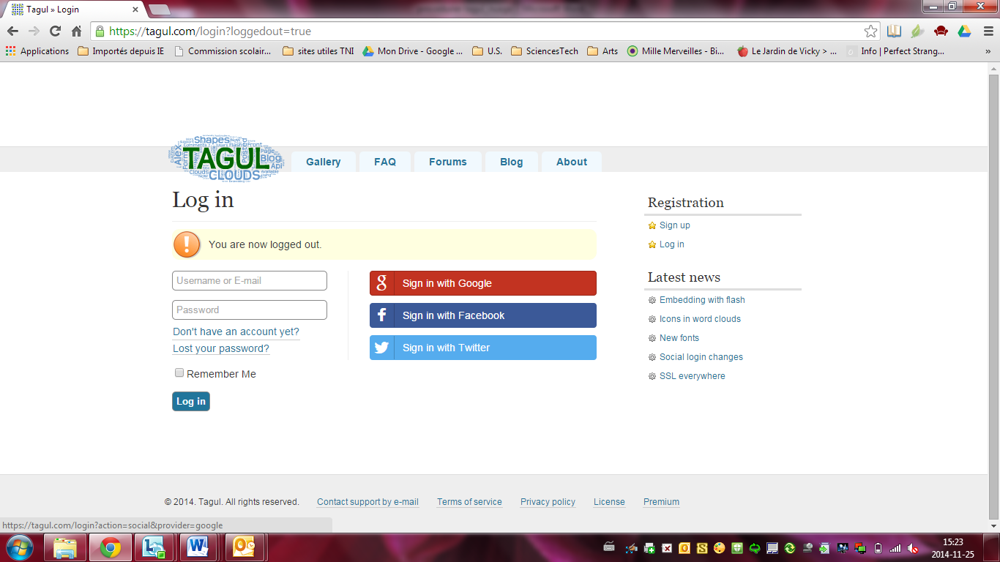 Tagul » Login
https://tagul.com/login?loggedout=true
Applications Importés depuis IE Commission scolair... sites utiles TNI Mon Drive - Google ... U.S. SciencesTech Arts Mille Merveilles - Bi... Le Jardin de Vicky > ... Info | Perfect Strang... »
Shapes
Alex
TAGUL
Blog
Api
CLOUDS
Gallery FAQ Forums Blog About
Log in
You are now logged out.
Username or E-mail
Password
Don't have an account yet?
Lost your password?
Remember Me
Log in
Sign in with Google
Sign in with Facebook
Sign in with Twitter
Registration
Sign up
Log in
Latest news
Embedding with flash
Icons in word clouds
New fonts
Social login changes
SSL everywhere
© 2014. Tagul. All rights reserved. Contact support by e-mail Terms of service Privacy policy License Premium
https://tagul.com/login?action=social&provider=google
15:23
2014-11-25